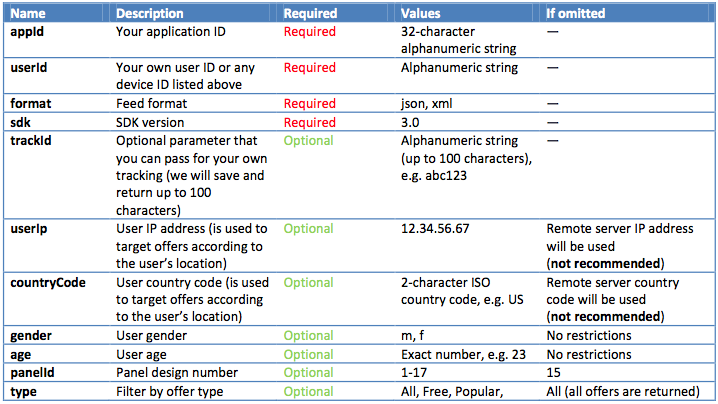 Name Description Required Values If omitted
appId Your application ID Required 32-character —
alphanumeric string
userId Your own user ID or any Required Alphanumeric string —
device ID listed above
format Feed format Required json, xml —
sdk SDK version Required 3.0 —
trackId Optional parameter that Optional Alphanumeric string —
you can pass for your own (up to 100 characters),
tracking (we will save and e.g. abc123
return up to 100
characters)
userIp User IP address (is used to Optional 12.34.56.67 Remote server IP address
target offers according to will be used
the user's location) (not recommended)
countryCode User country code (is used Optional 2-character ISO Remote server country
to target offers according country code, e.g. US code will be used
to the user's location) (not recommended)
gender User gender Optional m, f No restrictions
age User age Optional Exact number, e.g. 23 No restrictions
panelId Panel design number Optional 1-17 15
type Filter by offer type Optional All, Free, Popular, All (all offers are returned)